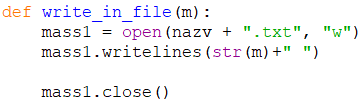 def write_in_file(m):
    mass1 = open(nazv + ".txt", "w")
    mass1.writelines(str(m)+" ")
    mass1.close()